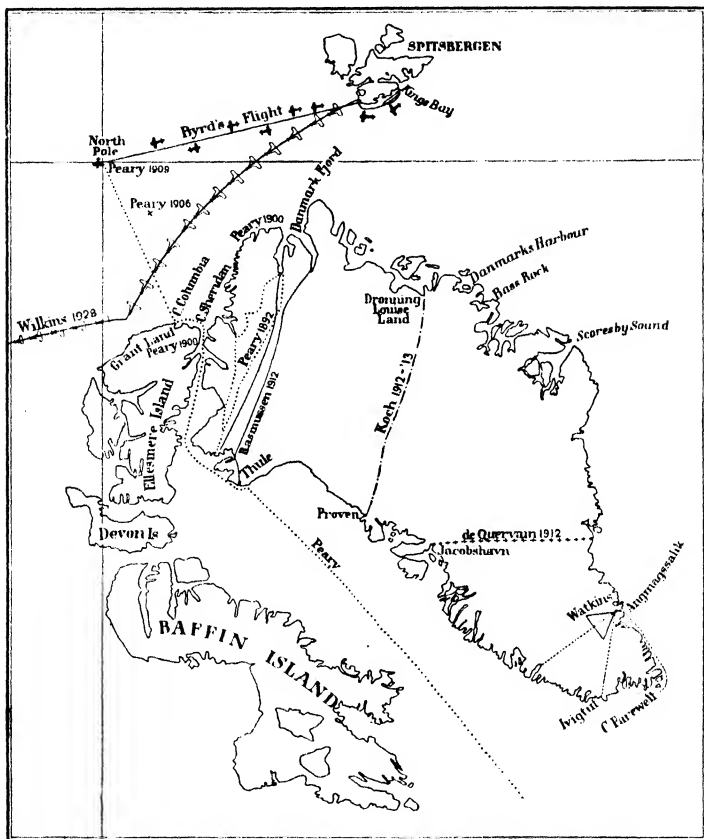 SPITSBERGEN
Kings Bay
Byrd's Flight
North
Pole
Peary 1909
Peary 1906
Peary 1900
Danmark Fjord
C. Columbia
C. Sheridan
Danmarks Harbour
Bass Rock
Dronning
Louise
Land
Wilkins 1928
Grant Land
Peary 1900
Peary 1892
Rasmussen 1912
Scoresby Sound
Koch 1912-'13
Ellesmere Island
Thule
Proven
Devon Is
de Quervain 1912
Jacobshavn
Peary
Watkins
Angmagssalik
BAFFIN ISLAND
Ivigtut
C Farewell